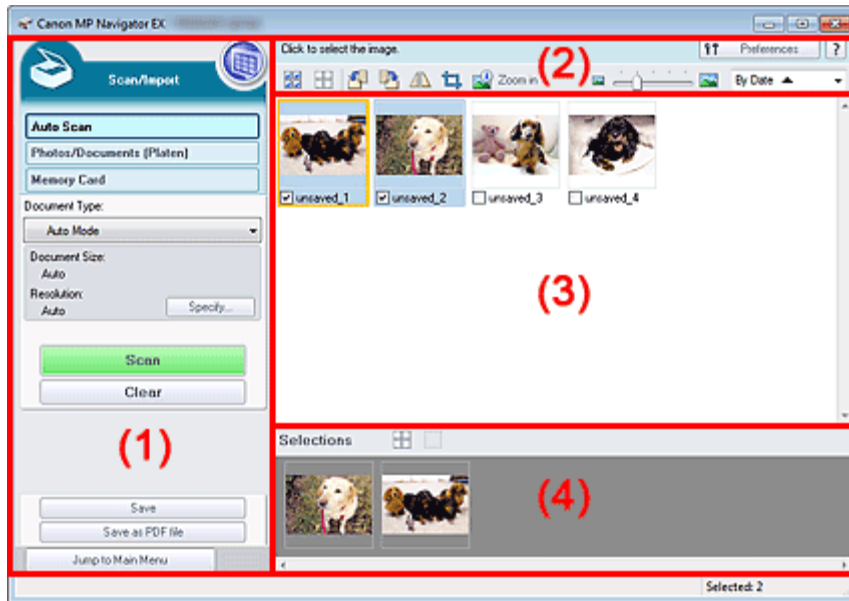 Canon MP Navigator EX
Scan/Import
Auto Scan
Photos/Documents (Platen)
Memory Card
Document Type:
Auto Mode
Document Size:
Auto
Resolution:
Auto
Specify...
Scan
Clear
(1)
Save
Save as PDF file
Jump to Main Menu
Click to select the image.
Preferences
?
Zoom in
(2)
By Date
unsaved_1
unsaved_2
unsaved_3
unsaved_4
(3)
Selections
(4)
Selected: 2